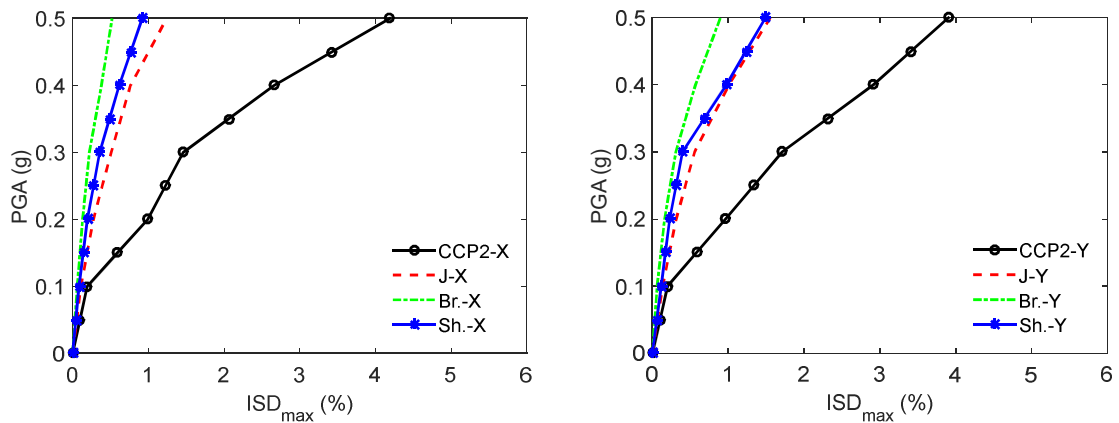 PGA (g)
0.5
0.4
0.3
0.2
0.1
0
0 1 2 3 4 5 6
ISDmax (%)
CCP2-X
J-X
Br.-X
Sh.-X
PGA (g)
0.5
0.4
0.3
0.2
0.1
0
0 1 2 3 4 5 6
ISDmax (%)
CCP2-Y
J-Y
Br.-Y
Sh.-Y